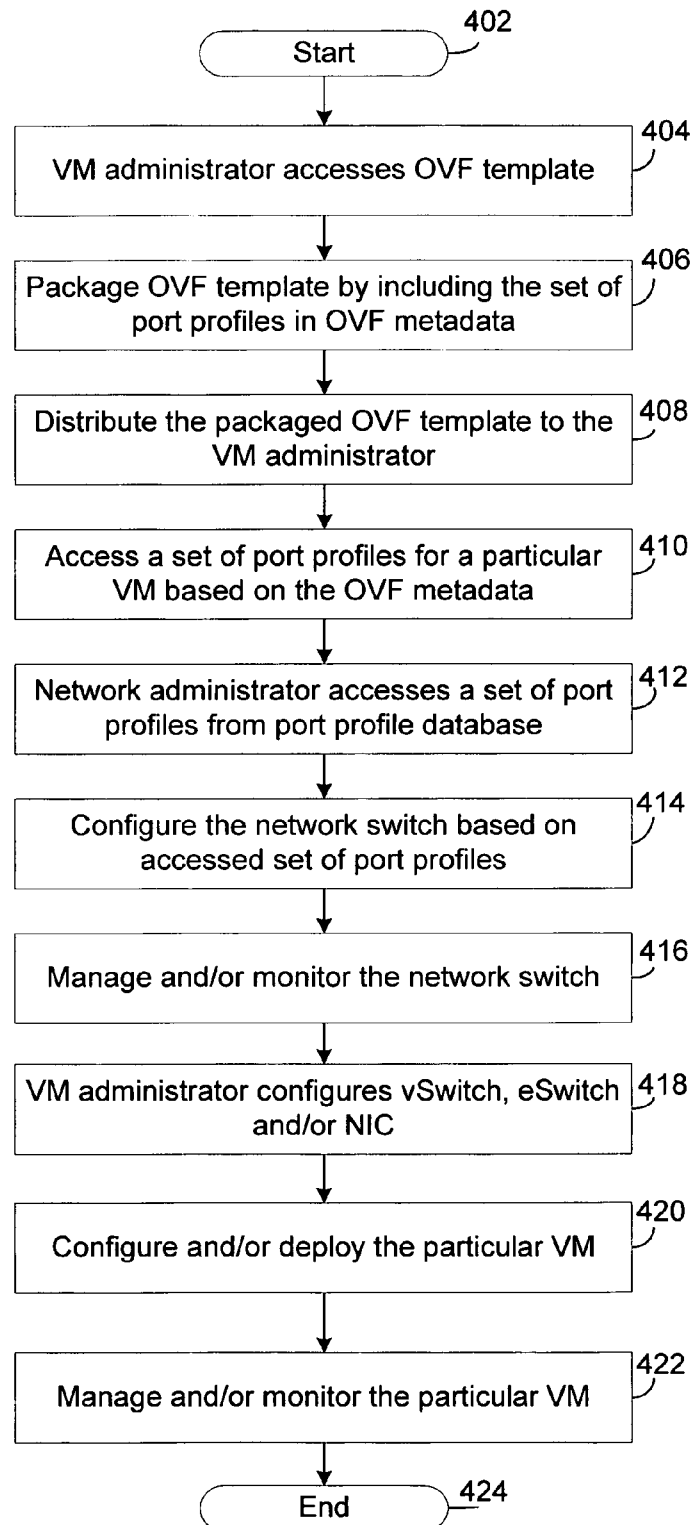 Start
402
VM administrator accesses OVF template
404
Package OVF template by including the set of
port profiles in OVF metadata
406
Distribute the packaged OVF template to the
VM administrator
408
Access a set of port profiles for a particular
VM based on the OVF metadata
410
Network administrator accesses a set of port
profiles from port profile database
412
Configure the network switch based on
accessed set of port profiles
414
Manage and/or monitor the network switch
416
VM administrator configures vSwitch, eSwitch
and/or NIC
418
Configure and/or deploy the particular VM
420
Manage and/or monitor the particular VM
422
End
424